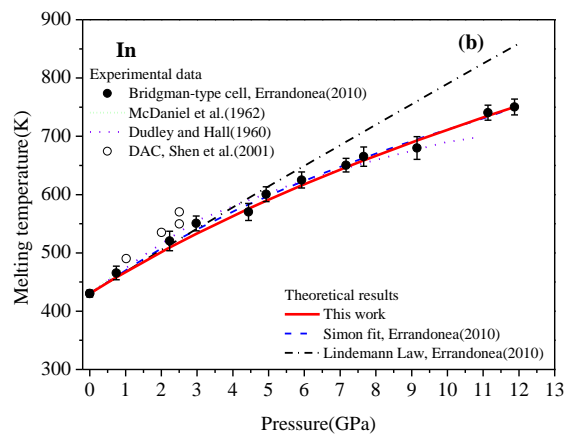 In
(b)
Experimental data
Bridgman-type cell, Errandonea(2010)
McDaniel et al.(1962)
Dudley and Hall(1960)
DAC, Shen et al.(2001)
Theoretical results
This work
Simon fit, Errandonea(2010)
Lindemann Law, Errandonea(2010)
Melting temperature(K)
900
800
700
600
500
400
300
0 1 2 3 4 5 6 7 8 9 10 11 12 13
Pressure(GPa)